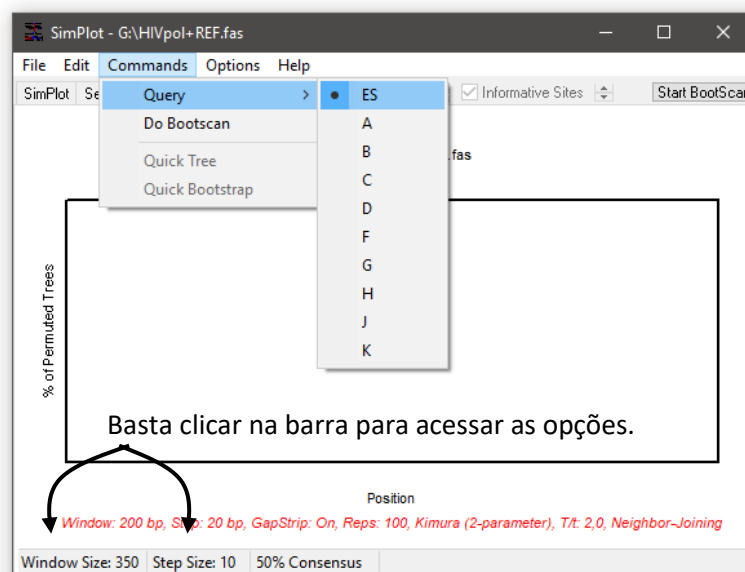 SimPlot - G:\HIVpol+REF.fas
File Edit Commands Options Help
SimPlot Se Informative Sites Start BootScan
Query > ES
Do Bootscan
Quick Tree
Quick Bootstrap
A
B
C
D
F
G
H
J
K
.fas
% of Permuted Trees
Basta clicar na barra para acessar as opções.
Position
Window: 200 bp, Step: 20 bp, GapStrip: On, Reps: 100, Kimura (2-parameter), T/t: 2,0, Neighbor-Joining
Window Size: 350 Step Size: 10 50% Consensus